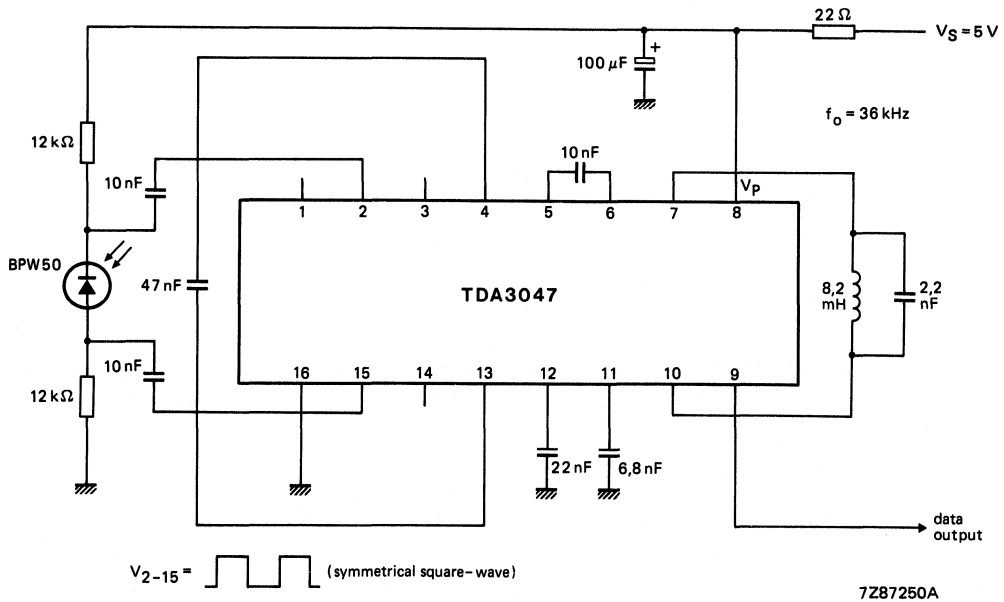 22 Ω
V_S = 5 V
+
100 μF
f_o = 36 kHz
12 kΩ
10 nF
10 nF
V_P
1 2 3 4 5 6 7 8
BPW50
47 nF
TDA3047
8,2 mH
2,2 nF
10 nF
16 15 14 13 12 11 10 9
12 kΩ
22 nF
6,8 nF
data
output
V_2-15 =
(symmetrical square-wave)
7Z87250A